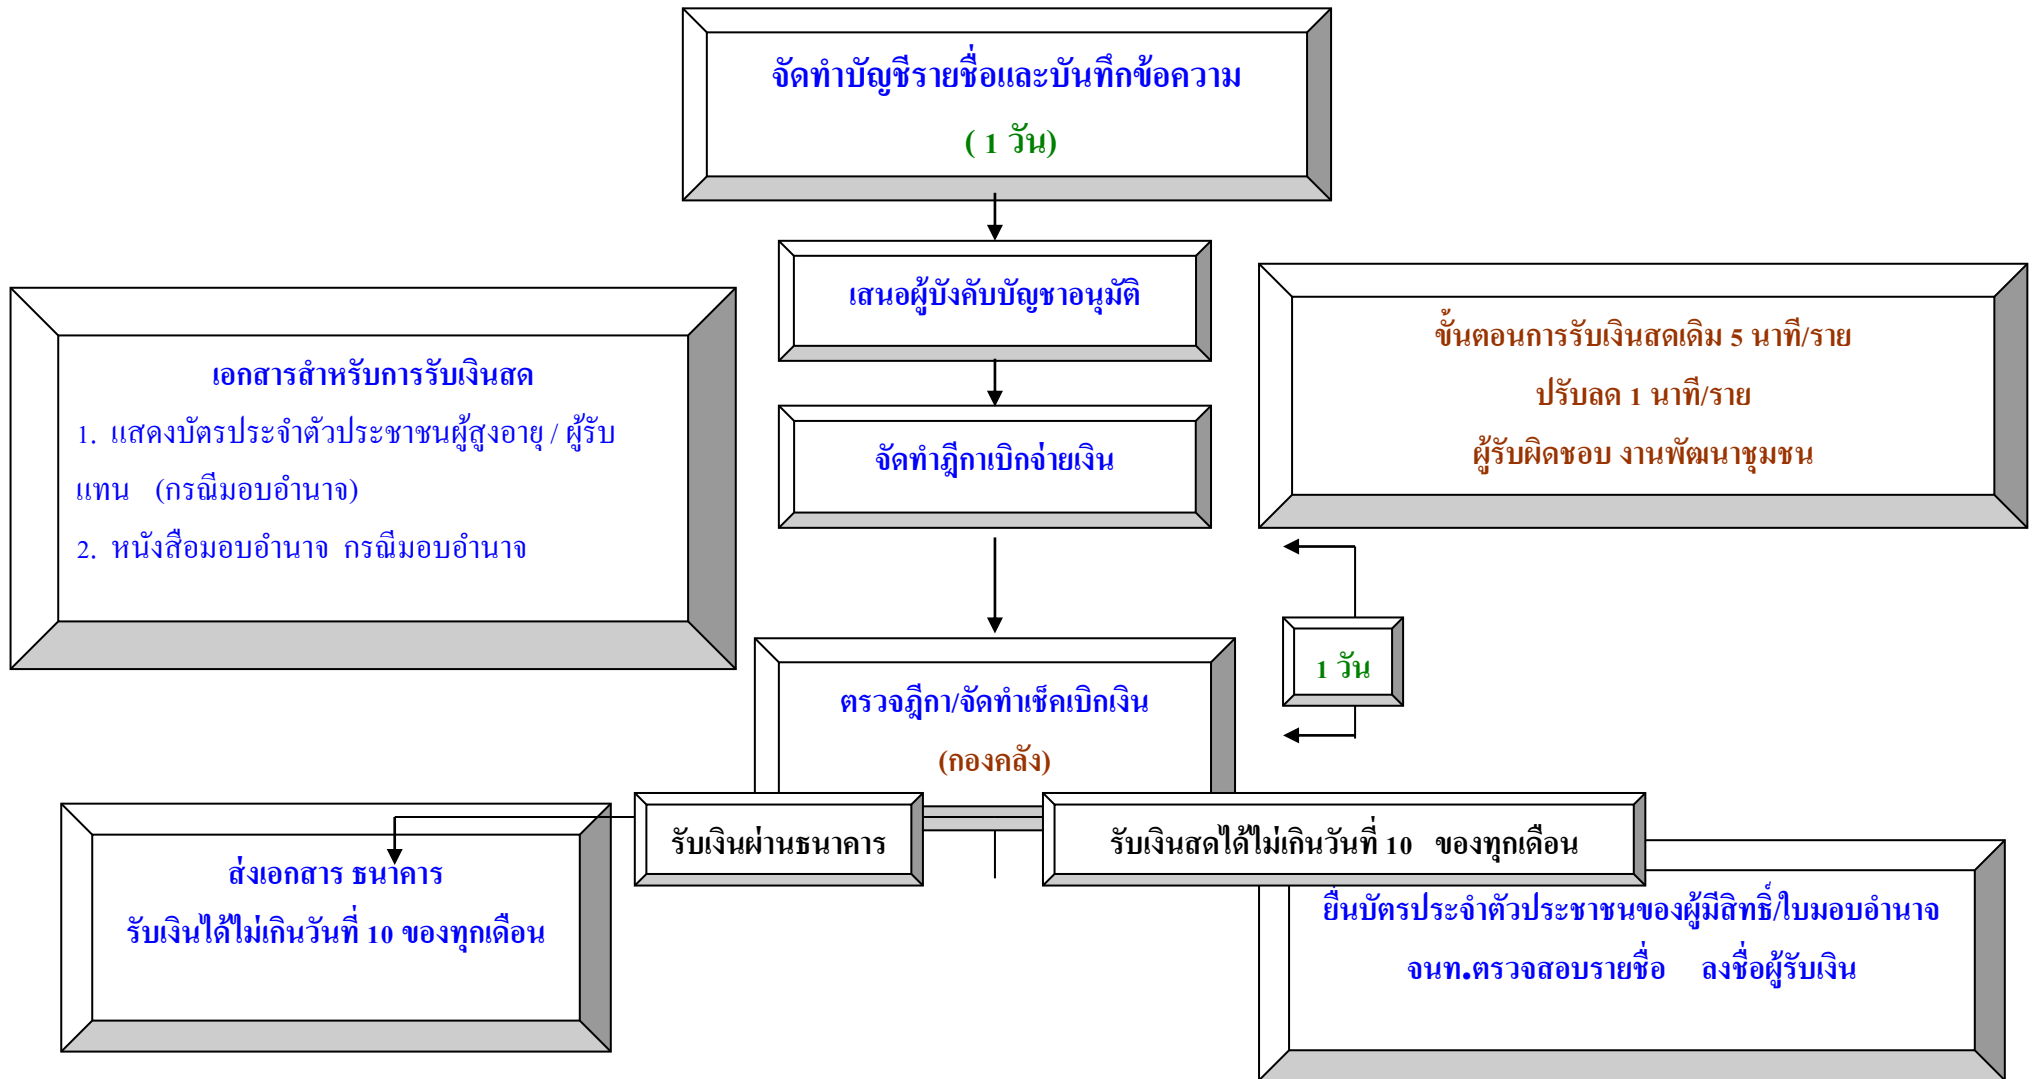 จัดทำบัญชีรายชื่อและบันทึกข้อความ
( 1 วัน)
เสนอผู้บังคับบัญชาอนุมัติ
จัดทำฎีกาเบิกจ่ายเงิน
เอกสารสำหรับการรับเงินสด
1. แสดงบัตรประจำตัวประชาชนผู้สูงอายุ / ผู้รับ
แทน (กรณีมอบอำนาจ)
2. หนังสือมอบอำนาจ กรณีมอบอำนาจ
ขั้นตอนการรับเงินสดเดิม 5 นาที/ราย
ปรับลด 1 นาที/ราย
ผู้รับผิดชอบ งานพัฒนาชุมชน
1 วัน
ตรวจฎีกา/จัดทำเช็คเบิกเงิน
(กองคลัง)
รับเงินผ่านธนาคาร
รับเงินสดได้ไม่เกินวันที่ 10 ของทุกเดือน
ส่งเอกสาร ธนาคาร
รับเงินได้ไม่เกินวันที่ 10 ของทุกเดือน
ยื่นบัตรประจำตัวประชาชนของผู้มีสิทธิ์/ใบมอบอำนาจ
จนท.ตรวจสอบรายชื่อ ลงชื่อผู้รับเงิน